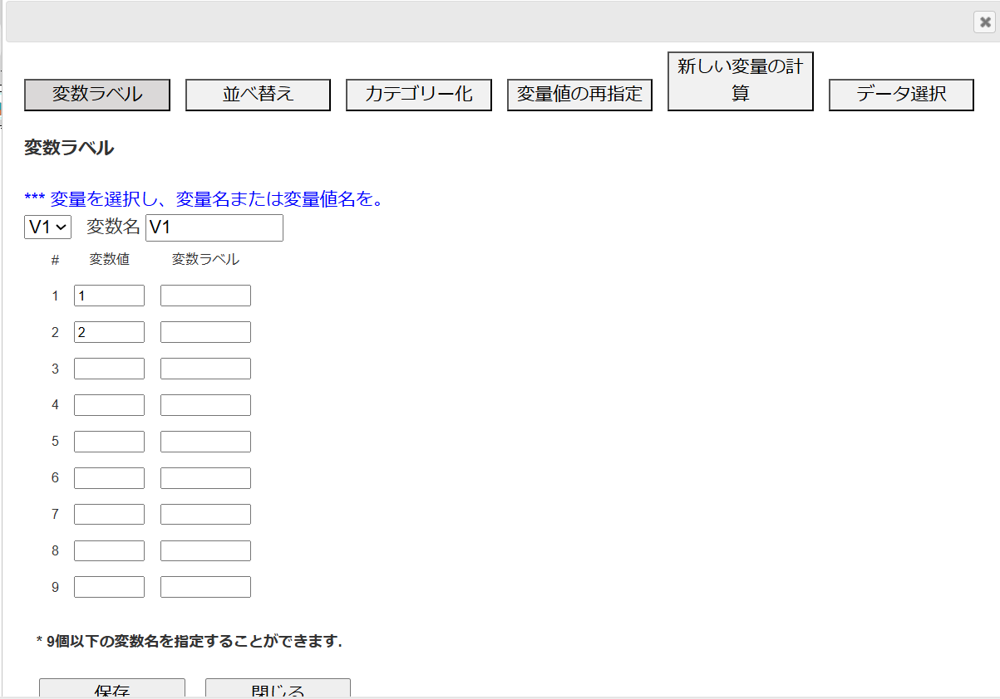 変数ラベル 並べ替え カテゴリー化 変量値の再指定 新しい変量の計算 データ選択
変数ラベル
*** 変量を選択し、変量名または変量値名を。
V1 変数名 V1
# 変数値 変数ラベル
1 1
2 2
3
4
5
6
7
8
9
* 9個以下の変数名を指定することができます.
保存 閉じる